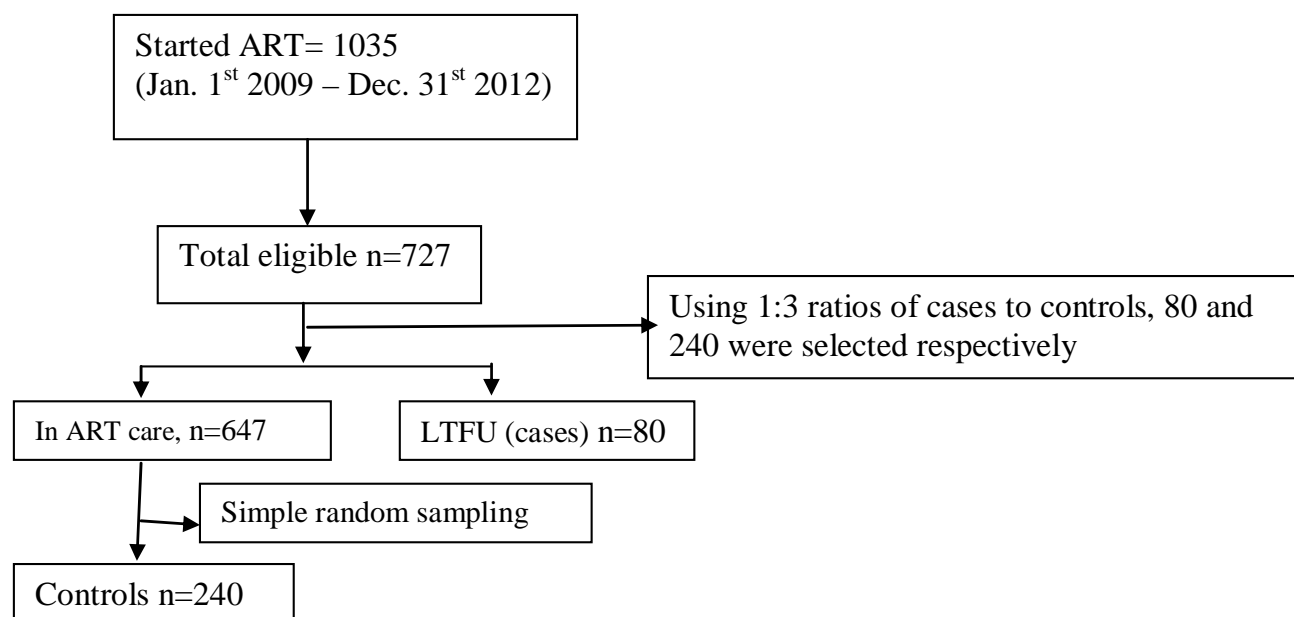 Started ART= 1035
(Jan. 1st 2009 – Dec. 31st 2012)
Total eligible n=727
Using 1:3 ratios of cases to controls, 80 and
240 were selected respectively
In ART care, n=647
LTFU (cases) n=80
Simple random sampling
Controls n=240